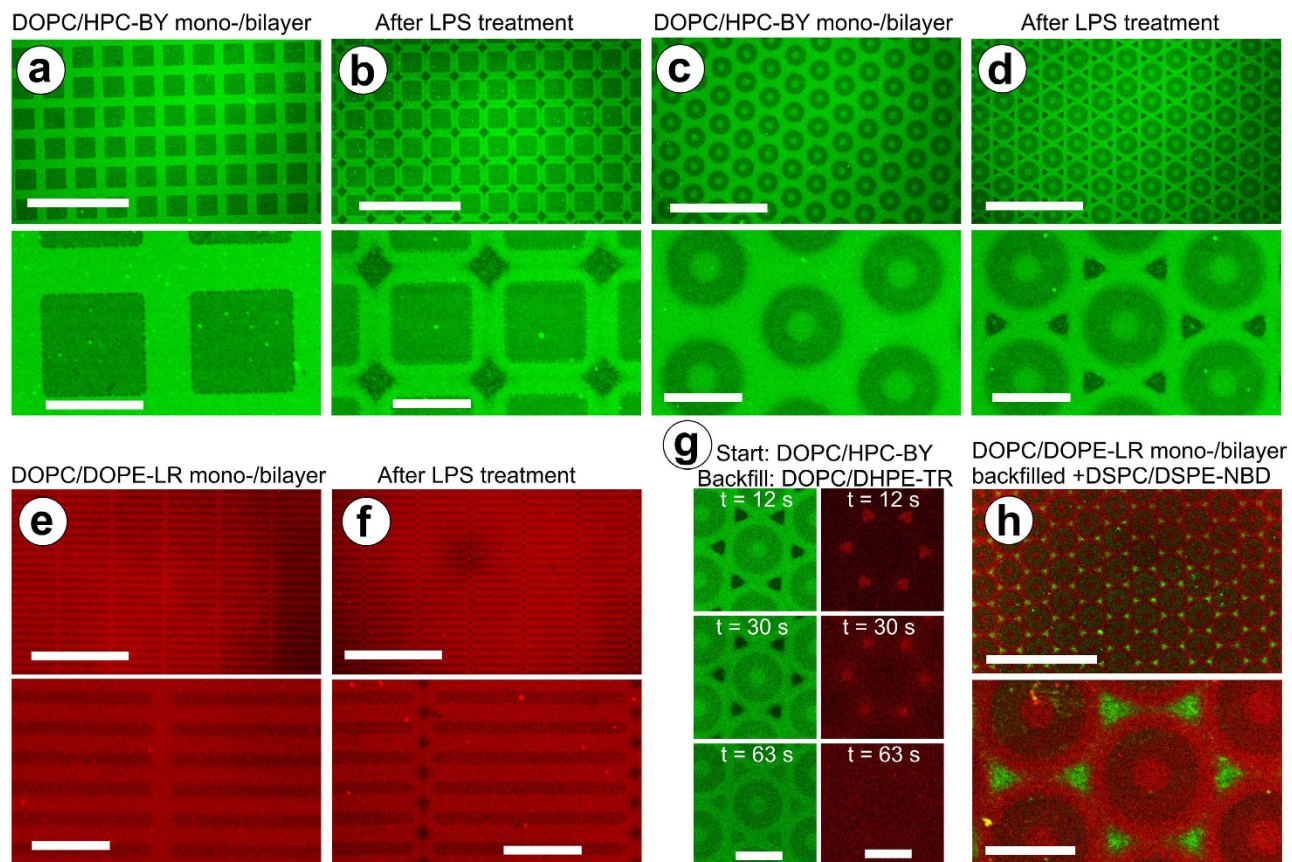 DOPC/HPC-BY mono-/bilayer
After LPS treatment
DOPC/HPC-BY mono-/bilayer
After LPS treatment
a
b
c
d
DOPC/DOPE-LR mono-/bilayer
After LPS treatment
g
Start: DOPC/HPC-BY
Backfill: DOPC/DHPE-TR
DOPC/DOPE-LR mono-/bilayer
backfilled +DSPC/DSPE-NBD
e
f
t = 12 s
t = 12 s
h
t = 30 s
t = 30 s
t = 63 s
t = 63 s